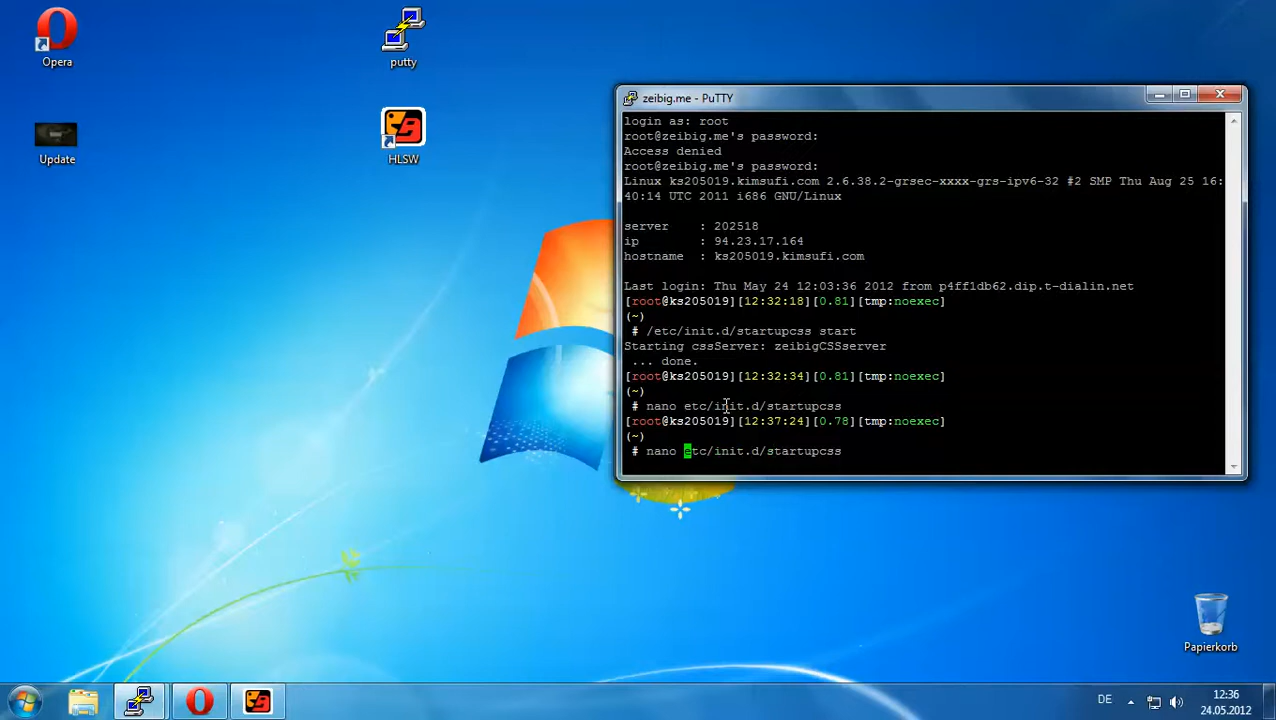 Opera
putty
Update
HLSW
zeibig.me - PuTTY
login as: root
root@zeibig.me's password:
Access denied
root@zeibig.me's password:
Linux ks205019.kimsufi.com 2.6.38.2-grsec-xxxx-grs-ipv6-32 #2 SMP Thu Aug 25 16:
40:14 UTC 2011 i686 GNU/Linux
server : 202518
ip : 94.23.17.164
hostname : ks205019.kimsufi.com
Last login: Thu May 24 12:03:36 2012 from p4ff1db62.dip.t-dialin.net
[root@ks205019][12:32:18][0.81][tmp:noexec]
(~)
# /etc/init.d/startupcss start
Starting cssServer: zeibigCSSserver
... done.
[root@ks205019][12:32:34][0.81][tmp:noexec]
(~)
# nano etc/init.d/startupcss
[root@ks205019][12:37:24][0.78][tmp:noexec]
(~)
# nano etc/init.d/startupcss
Papierkorb
DE
12:36
24.05.2012